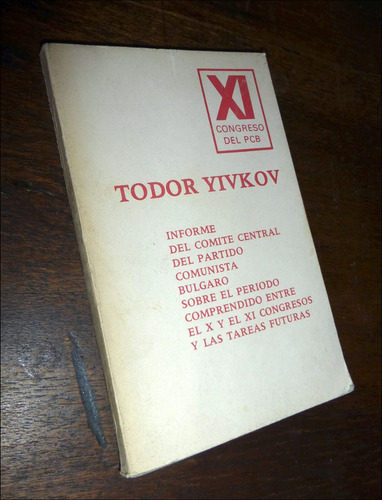 XI
CONGRESO
DEL PCB
TODOR YIVKOV
INFORME
DEL COMITE CENTRAL
DEL PARTIDO
COMUNISTA
BULGARO
SOBRE EL PERIODO
COMPRENDIDO ENTRE
EL X Y EL XI CONGRESOS
Y LAS TAREAS FUTURAS